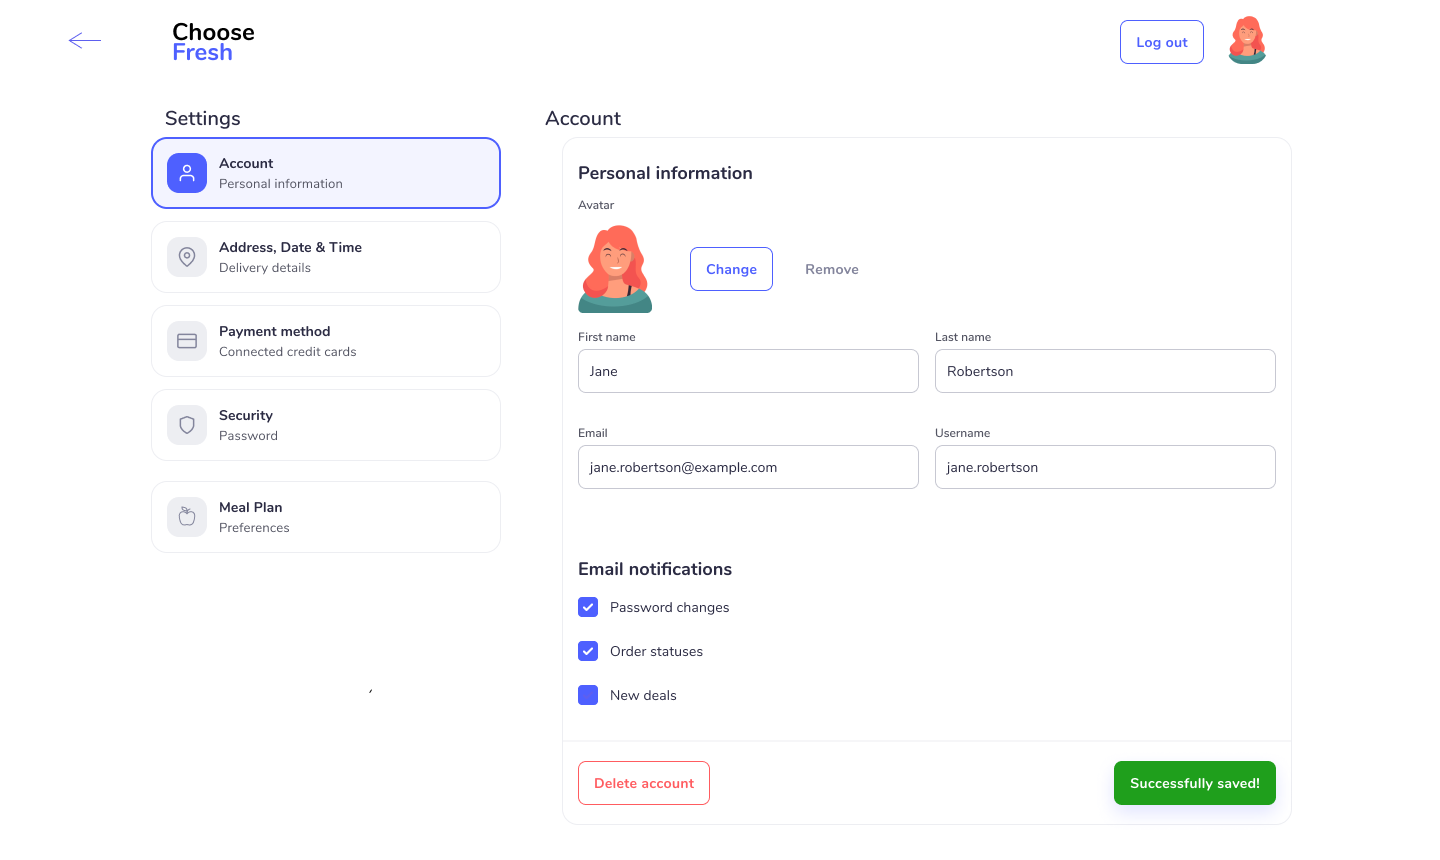 Choose
Fresh
Log out
Settings
Account
Personal information
Address, Date & Time
Delivery details
Payment method
Connected credit cards
Security
Password
Meal Plan
Preferences
Account
Personal information
Avatar
Change
Remove
First name
Last name
Jane
Robertson
Email
Username
jane.robertson@example.com
jane.robertson
Email notifications
Password changes
Order statuses
New deals
Delete account
Successfully saved!